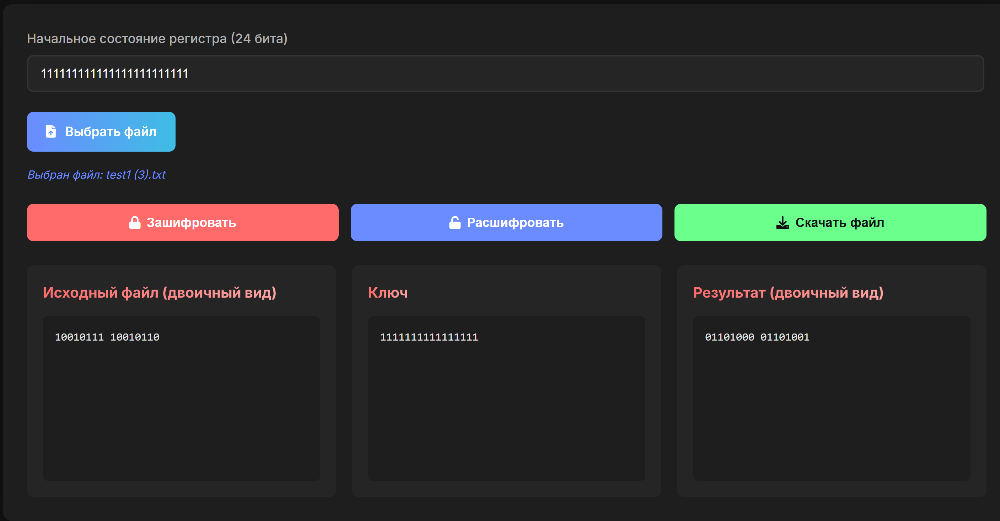 Начальное состояние регистра (24 бита)
111111111111111111111111
Выбрать файл
Выбран файл: test1 (3).txt
Зашифровать
Расшифровать
Скачать файл
Исходный файл (двоичный вид)
10010111 10010110
Ключ
1111111111111111
Результат (двоичный вид)
01101000 01101001